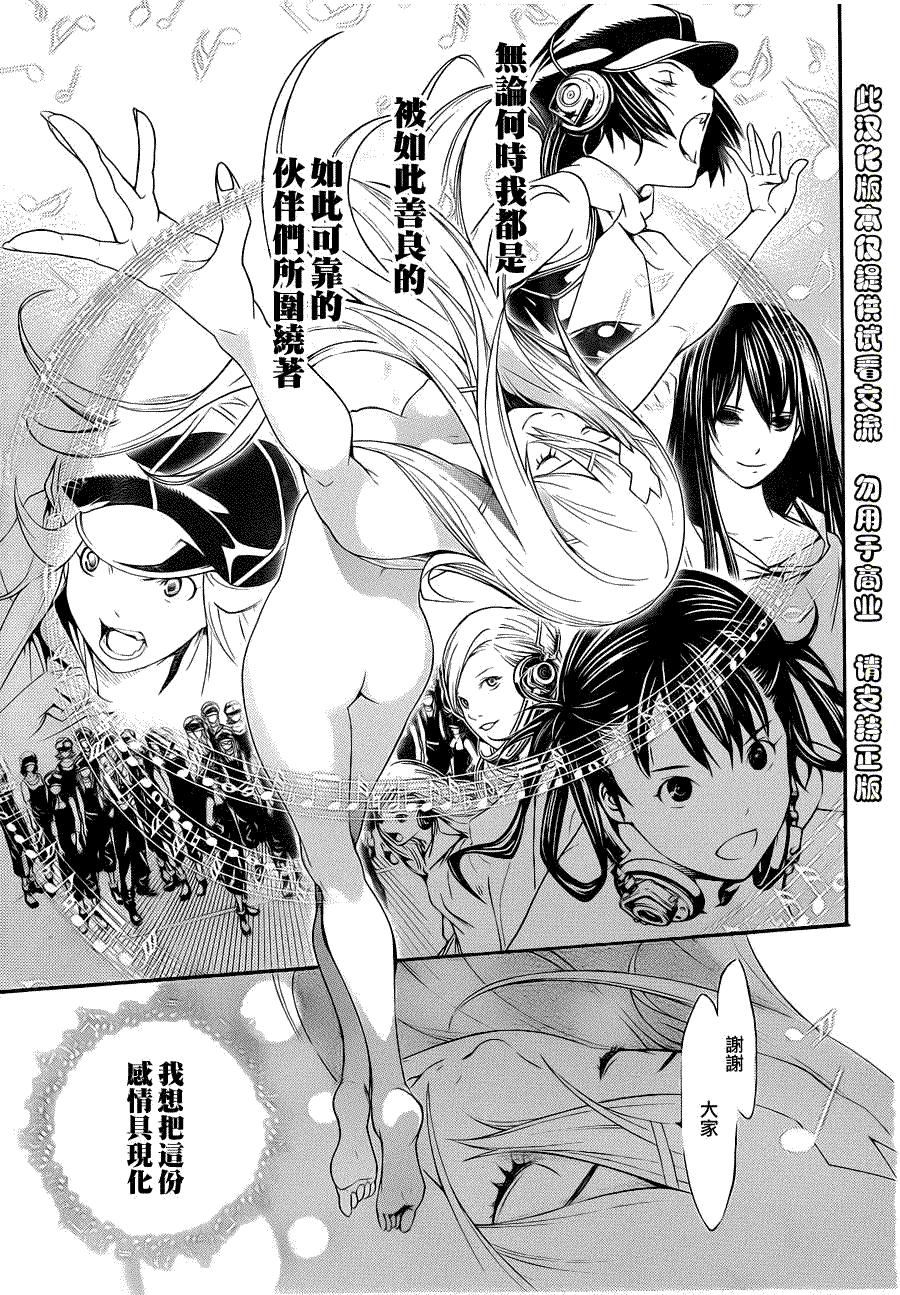 無論何時我都是
被如此善良的
如此可靠的
伙伴們所圍繞著
謝謝
大家
我想把這份
感情具現化
此汉化版本仅提供试看交流 勿用于商业 请支持正版